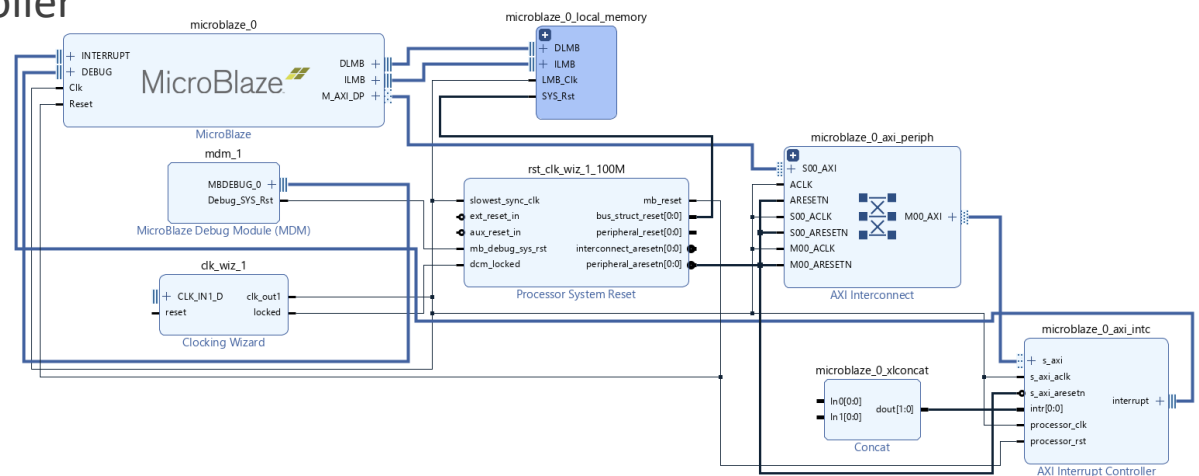 oller
microblaze_0
INTERRUPT
DEBUG
Clk
Reset
MicroBlaze
DLMB
ILMB
M_AXI_DP
MicroBlaze
microblaze_0_local_memory
DLMB
ILMB
LMB_Clk
SYS_Rst
mdm_1
MBDEBUG_0
Debug_SYS_Rst
MicroBlaze Debug Module (MDM)
rst_clk_wiz_1_100M
slowest_sync_clk
ext_reset_in
aux_reset_in
mb_debug_sys_rst
dcm_locked
mb_reset
bus_struct_reset[0:0]
peripheral_reset[0:0]
interconnect_aresetn[0:0]
peripheral_aresetn[0:0]
Processor System Reset
microblaze_0_axi_periph
S00_AXI
ACLK
ARESETN
S00_ACLK
S00_ARESETN
M00_ACLK
M00_ARESETN
M00_AXI
AXI Interconnect
clk_wiz_1
CLK_IN1_D
reset
clk_out1
locked
Clocking Wizard
microblaze_0_xlconcat
In0[0:0]
In1[0:0]
dout[1:0]
Concat
microblaze_0_axi_intc
s_axi
s_axi_aclk
s_axi_aresetn
intr[0:0]
processor_clk
processor_rst
interrupt
AXI Interrupt Controller